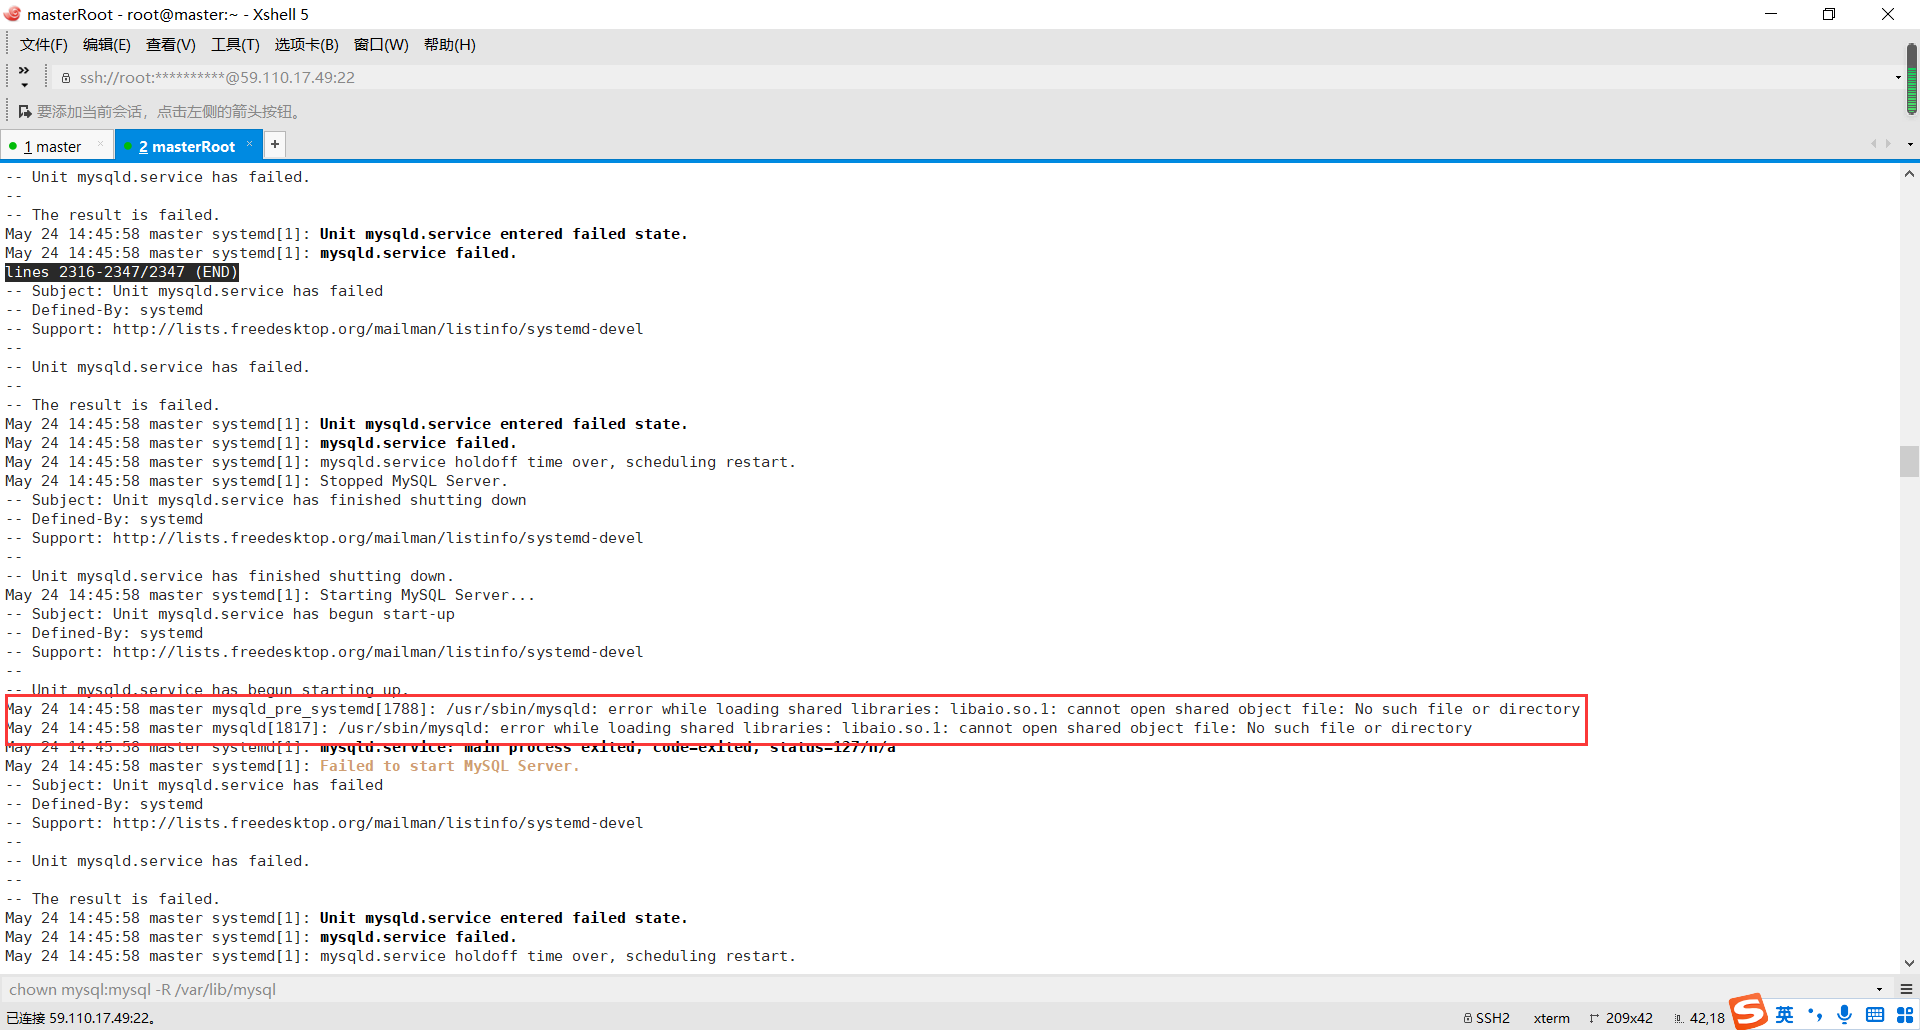 masterRoot - root@master:~ - Xshell 5
文件(F) 编辑(E) 查看(V) 工具(T) 选项卡(B) 窗口(W) 帮助(H)
ssh://root:**********@59.110.17.49:22
要添加当前会话，点击左侧的箭头按钮。
1 master × 2 masterRoot × +
-- Unit mysqld.service has failed.
--
-- The result is failed.
May 24 14:45:58 master systemd[1]: Unit mysqld.service entered failed state.
May 24 14:45:58 master systemd[1]: mysqld.service failed.
lines 2316-2347/2347 (END)
-- Subject: Unit mysqld.service has failed
-- Defined-By: systemd
-- Support: http://lists.freedesktop.org/mailman/listinfo/systemd-devel
--
-- Unit mysqld.service has failed.
--
-- The result is failed.
May 24 14:45:58 master systemd[1]: Unit mysqld.service entered failed state.
May 24 14:45:58 master systemd[1]: mysqld.service failed.
May 24 14:45:58 master systemd[1]: mysqld.service holdoff time over, scheduling restart.
May 24 14:45:58 master systemd[1]: Stopped MySQL Server.
-- Subject: Unit mysqld.service has finished shutting down
-- Defined-By: systemd
-- Support: http://lists.freedesktop.org/mailman/listinfo/systemd-devel
--
-- Unit mysqld.service has finished shutting down.
May 24 14:45:58 master systemd[1]: Starting MySQL Server...
-- Subject: Unit mysqld.service has begun start-up
-- Defined-By: systemd
-- Support: http://lists.freedesktop.org/mailman/listinfo/systemd-devel
--
-- Unit mysqld.service has begun starting up.
May 24 14:45:58 master mysqld_pre_systemd[1788]: /usr/sbin/mysqld: error while loading shared libraries: libaio.so.1: cannot open shared object file: No such file or directory
May 24 14:45:58 master mysqld[1817]: /usr/sbin/mysqld: error while loading shared libraries: libaio.so.1: cannot open shared object file: No such file or directory
May 24 14:45:58 master systemd[1]: mysqld.service: main process exited, code=exited, status=127/n/a
May 24 14:45:58 master systemd[1]: Failed to start MySQL Server.
-- Subject: Unit mysqld.service has failed
-- Defined-By: systemd
-- Support: http://lists.freedesktop.org/mailman/listinfo/systemd-devel
--
-- Unit mysqld.service has failed.
--
-- The result is failed.
May 24 14:45:58 master systemd[1]: Unit mysqld.service entered failed state.
May 24 14:45:58 master systemd[1]: mysqld.service failed.
May 24 14:45:58 master systemd[1]: mysqld.service holdoff time over, scheduling restart.
chown mysql:mysql -R /var/lib/mysql
已连接 59.110.17.49:22。 SSH2 xterm 209x42 42,18 S 英